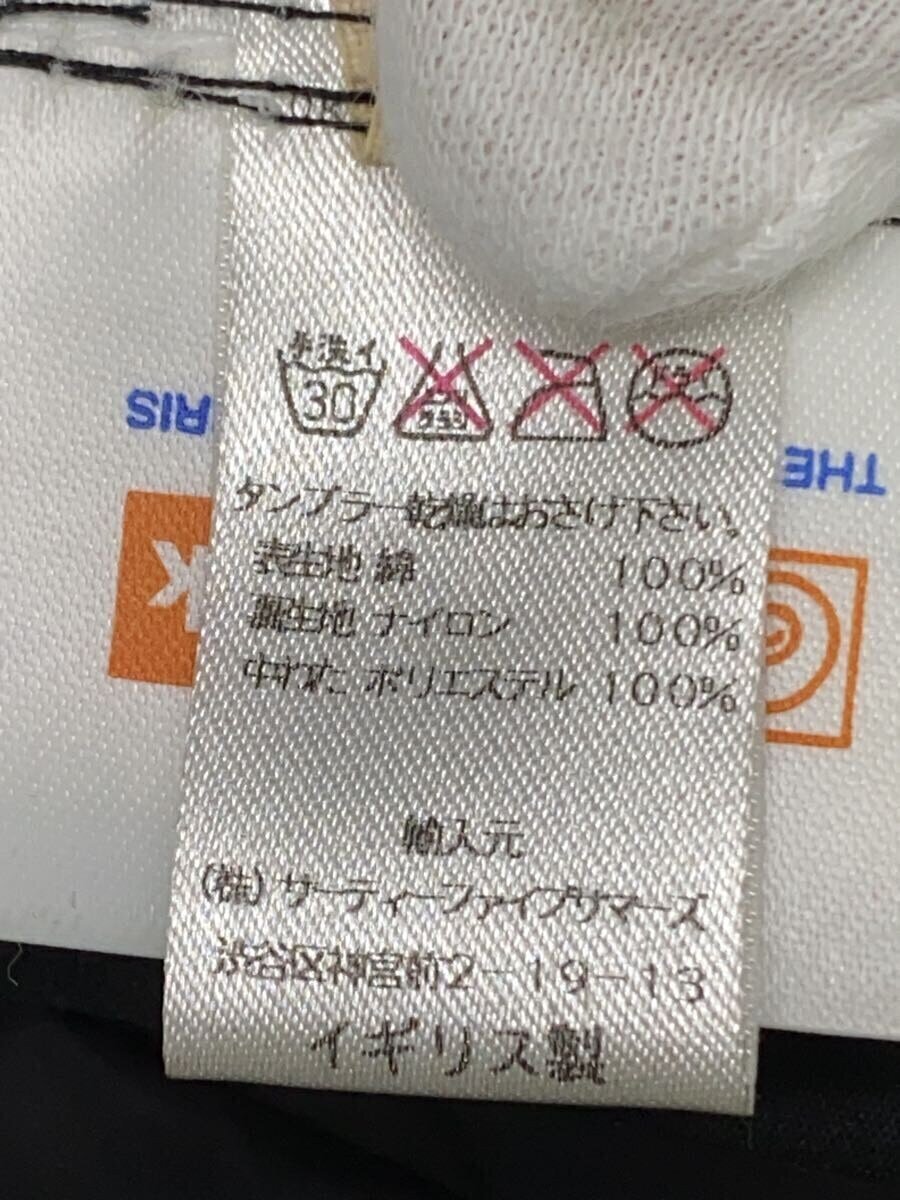 手洗イ
30
ドライ
タンブラー乾燥はおさけ下さい。
表生地 綿 100%
裏生地 ナイロン 100%
中わた ポリエステル 100%
輸入元
(株)サーティーファイブサマーズ
渋谷区神宮前2-19-13
イギリス製
RIS
THE
K